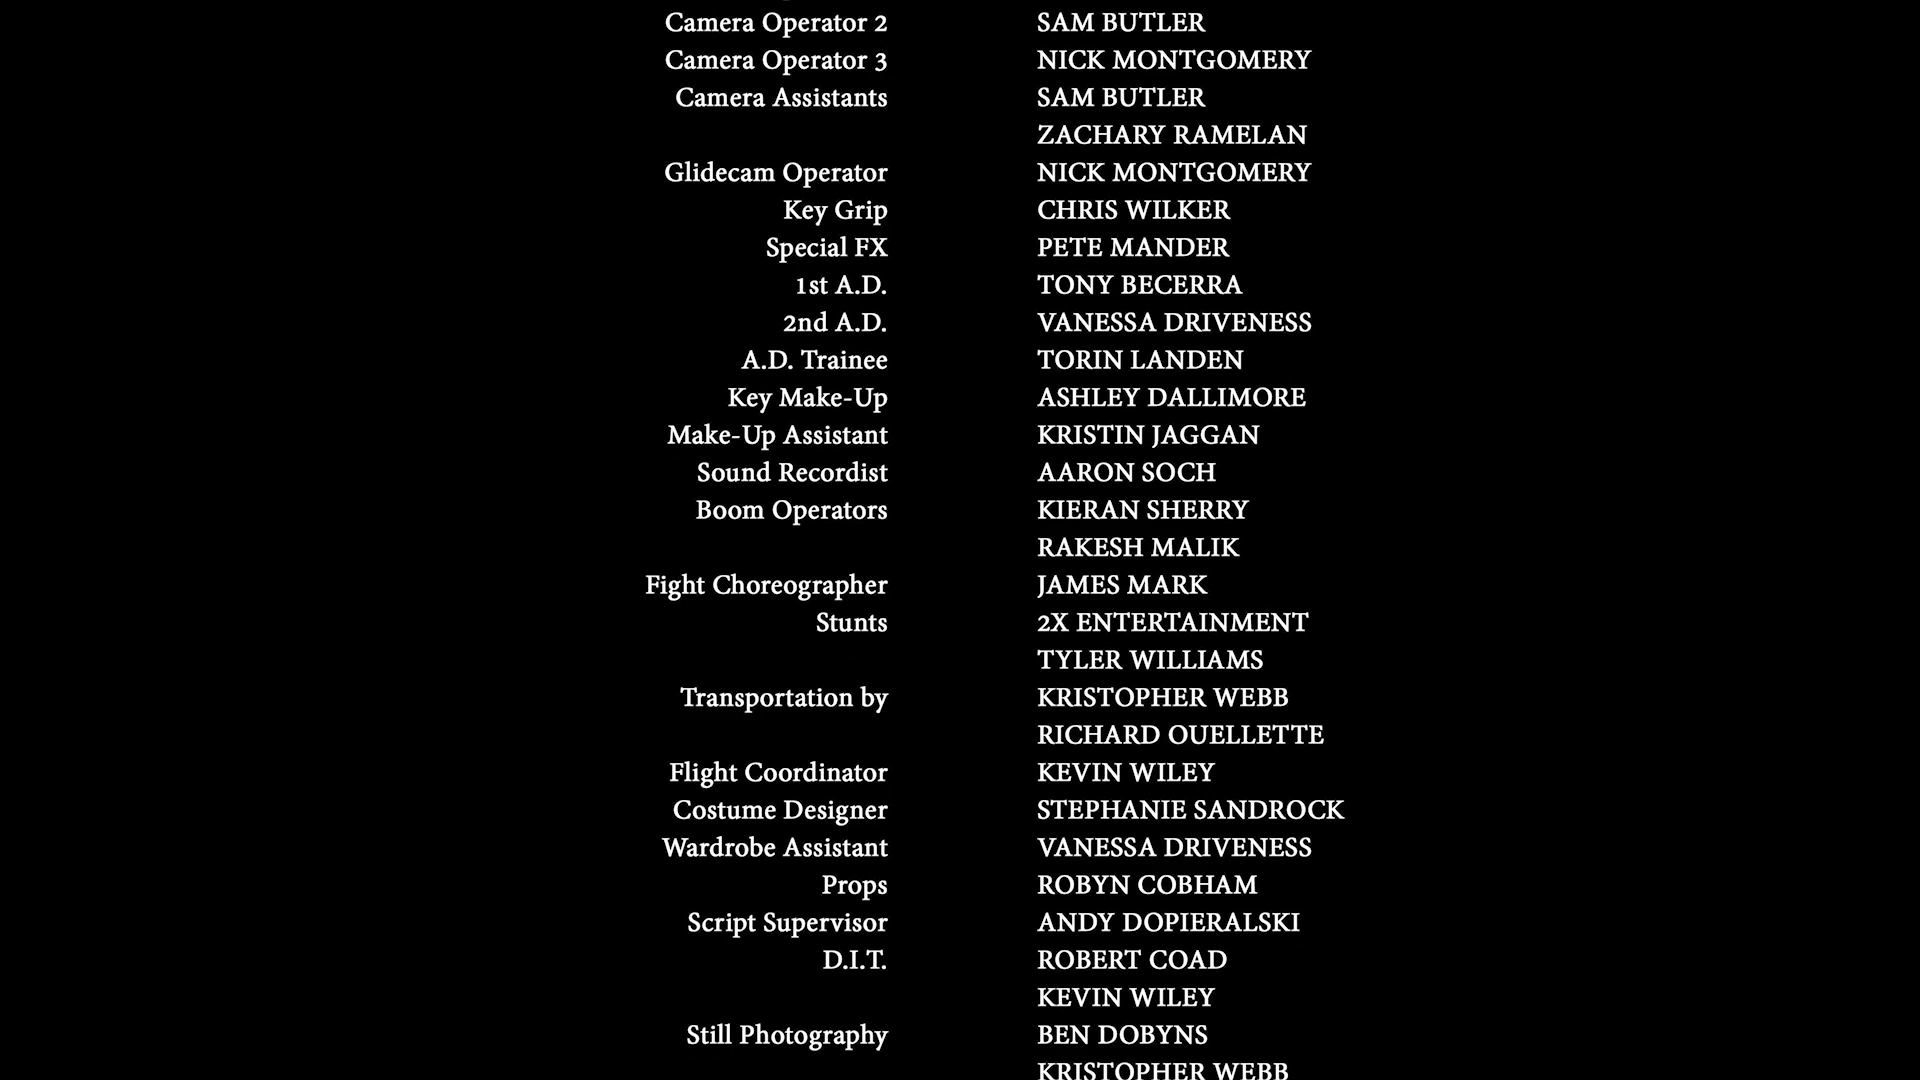 Camera Operator 2 SAM BUTLER
Camera Operator 3 NICK MONTGOMERY
Camera Assistants SAM BUTLER
ZACHARY RAMELAN
Glidecam Operator NICK MONTGOMERY
Key Grip CHRIS WILKER
Special FX PETE MANDER
1st A.D. TONY BECERRA
2nd A.D. VANESSA DRIVENESS
A.D. Trainee TORIN LANDEN
Key Make-Up ASHLEY DALLIMORE
Make-Up Assistant KRISTIN JAGGAN
Sound Recordist AARON SOCH
Boom Operators KIERAN SHERRY
RAKESH MALIK
Fight Choreographer JAMES MARK
Stunts 2X ENTERTAINMENT
TYLER WILLIAMS
Transportation by KRISTOPHER WEBB
RICHARD OUELLETTE
Flight Coordinator KEVIN WILEY
Costume Designer STEPHANIE SANDROCK
Wardrobe Assistant VANESSA DRIVENESS
Props ROBYN COBHAM
Script Supervisor ANDY DOPIERALSKI
D.I.T. ROBERT COAD
KEVIN WILEY
Still Photography BEN DOBYNS
KRISTOPHER WEBB